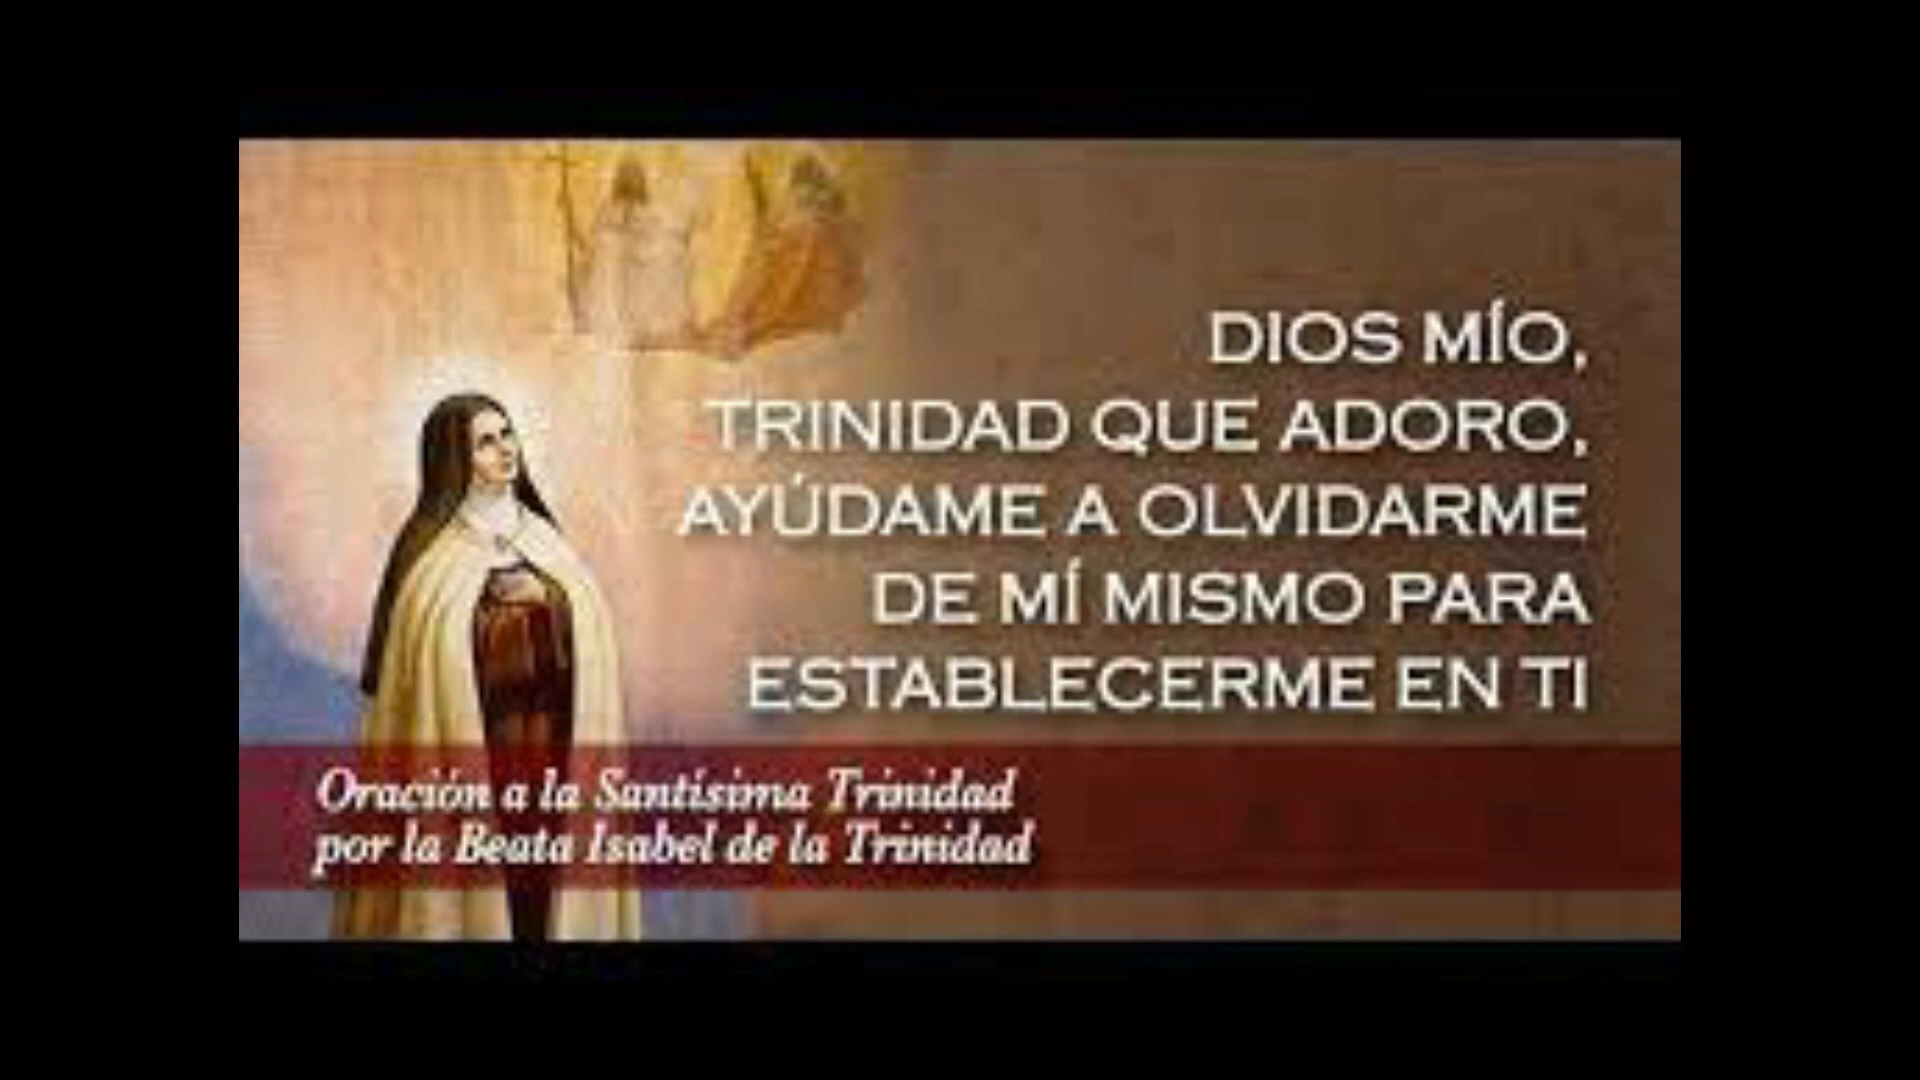 DIOS MÍO,
TRINIDAD QUE ADORO,
AYÚDAME A OLVIDARME
DE MÍ MISMO PARA
ESTABLECERME EN TI
Oración a la Santísima Trinidad
por la Beata Isabel de la Trinidad